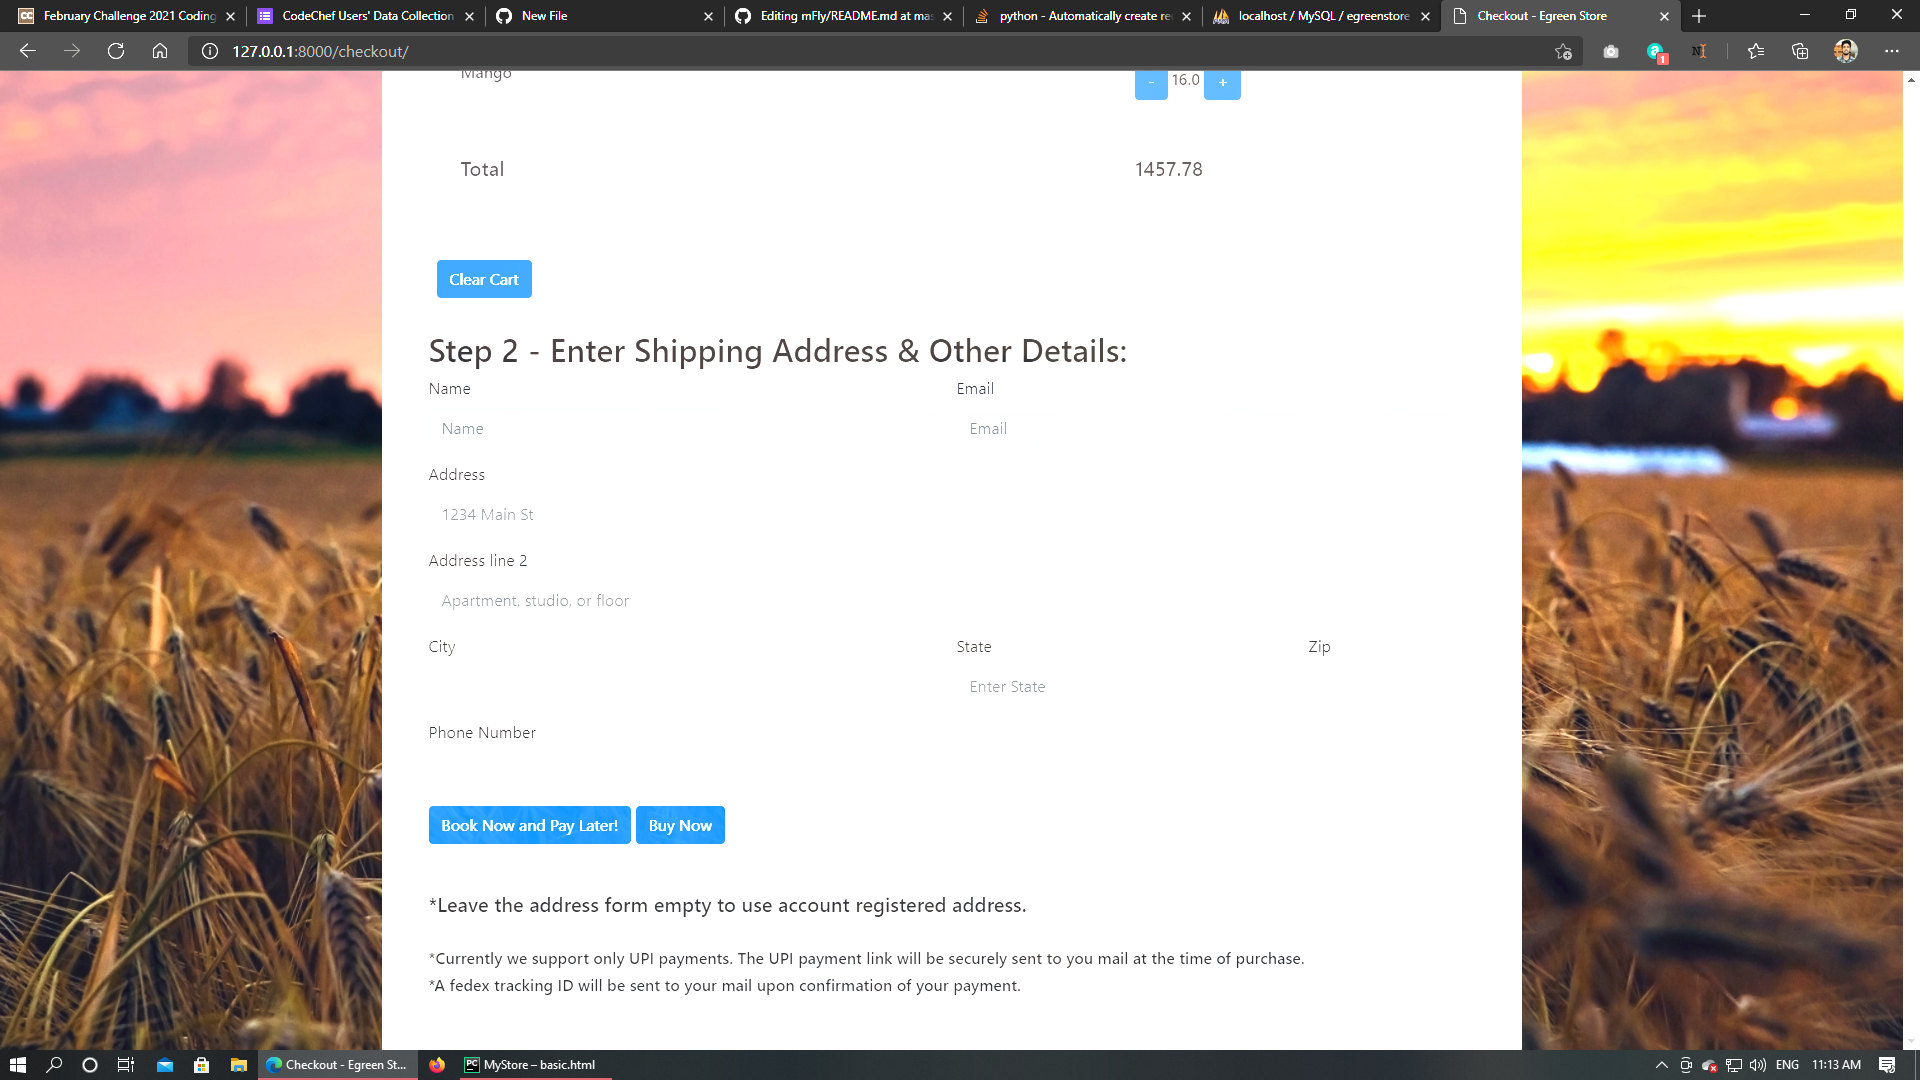 February Challenge 2021 Coding
CodeChef Users' Data Collection
New File
Editing mFly/README.md at mas
python - Automatically create re
localhost / MySQL / egreenstore
Checkout - Egreen Store
127.0.0.1:8000/checkout/
1
Mango
- 16.0 +
Total 1457.78
Clear Cart
Step 2 - Enter Shipping Address & Other Details:
Name Email
Name Email
Address
1234 Main St
Address line 2
Apartment, studio, or floor
City State Zip
Enter State
Phone Number
Book Now and Pay Later! Buy Now
*Leave the address form empty to use account registered address.
*Currently we support only UPI payments. The UPI payment link will be securely sent to you mail at the time of purchase.
*A fedex tracking ID will be sent to your mail upon confirmation of your payment.
Checkout - Egreen St...
PC MyStore – basic.html
ENG 11:13 AM